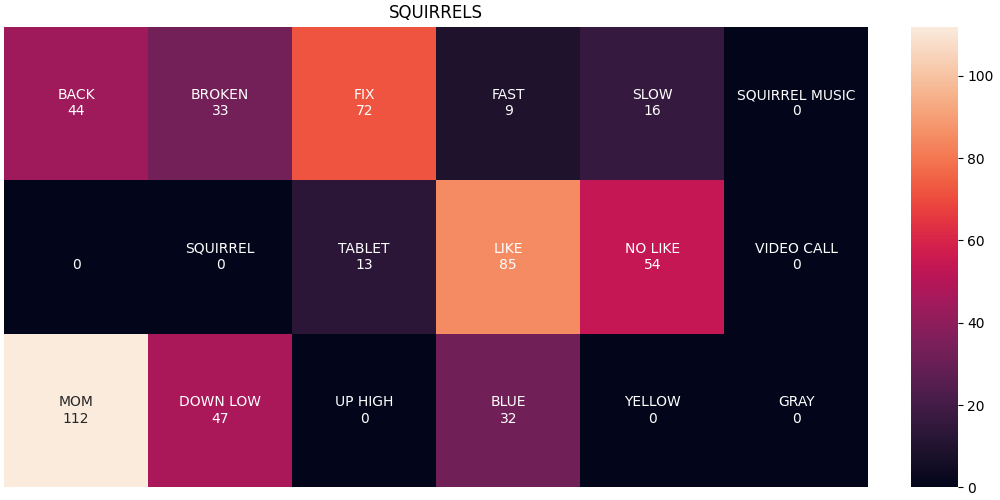 SQUIRRELS
BACK
44
BROKEN
33
FIX
72
FAST
9
SLOW
16
SQUIRREL MUSIC
0
0
SQUIRREL
0
TABLET
13
LIKE
85
NO LIKE
54
VIDEO CALL
0
MOM
112
DOWN LOW
47
UP HIGH
0
BLUE
32
YELLOW
0
GRAY
0
100
80
60
40
20
0